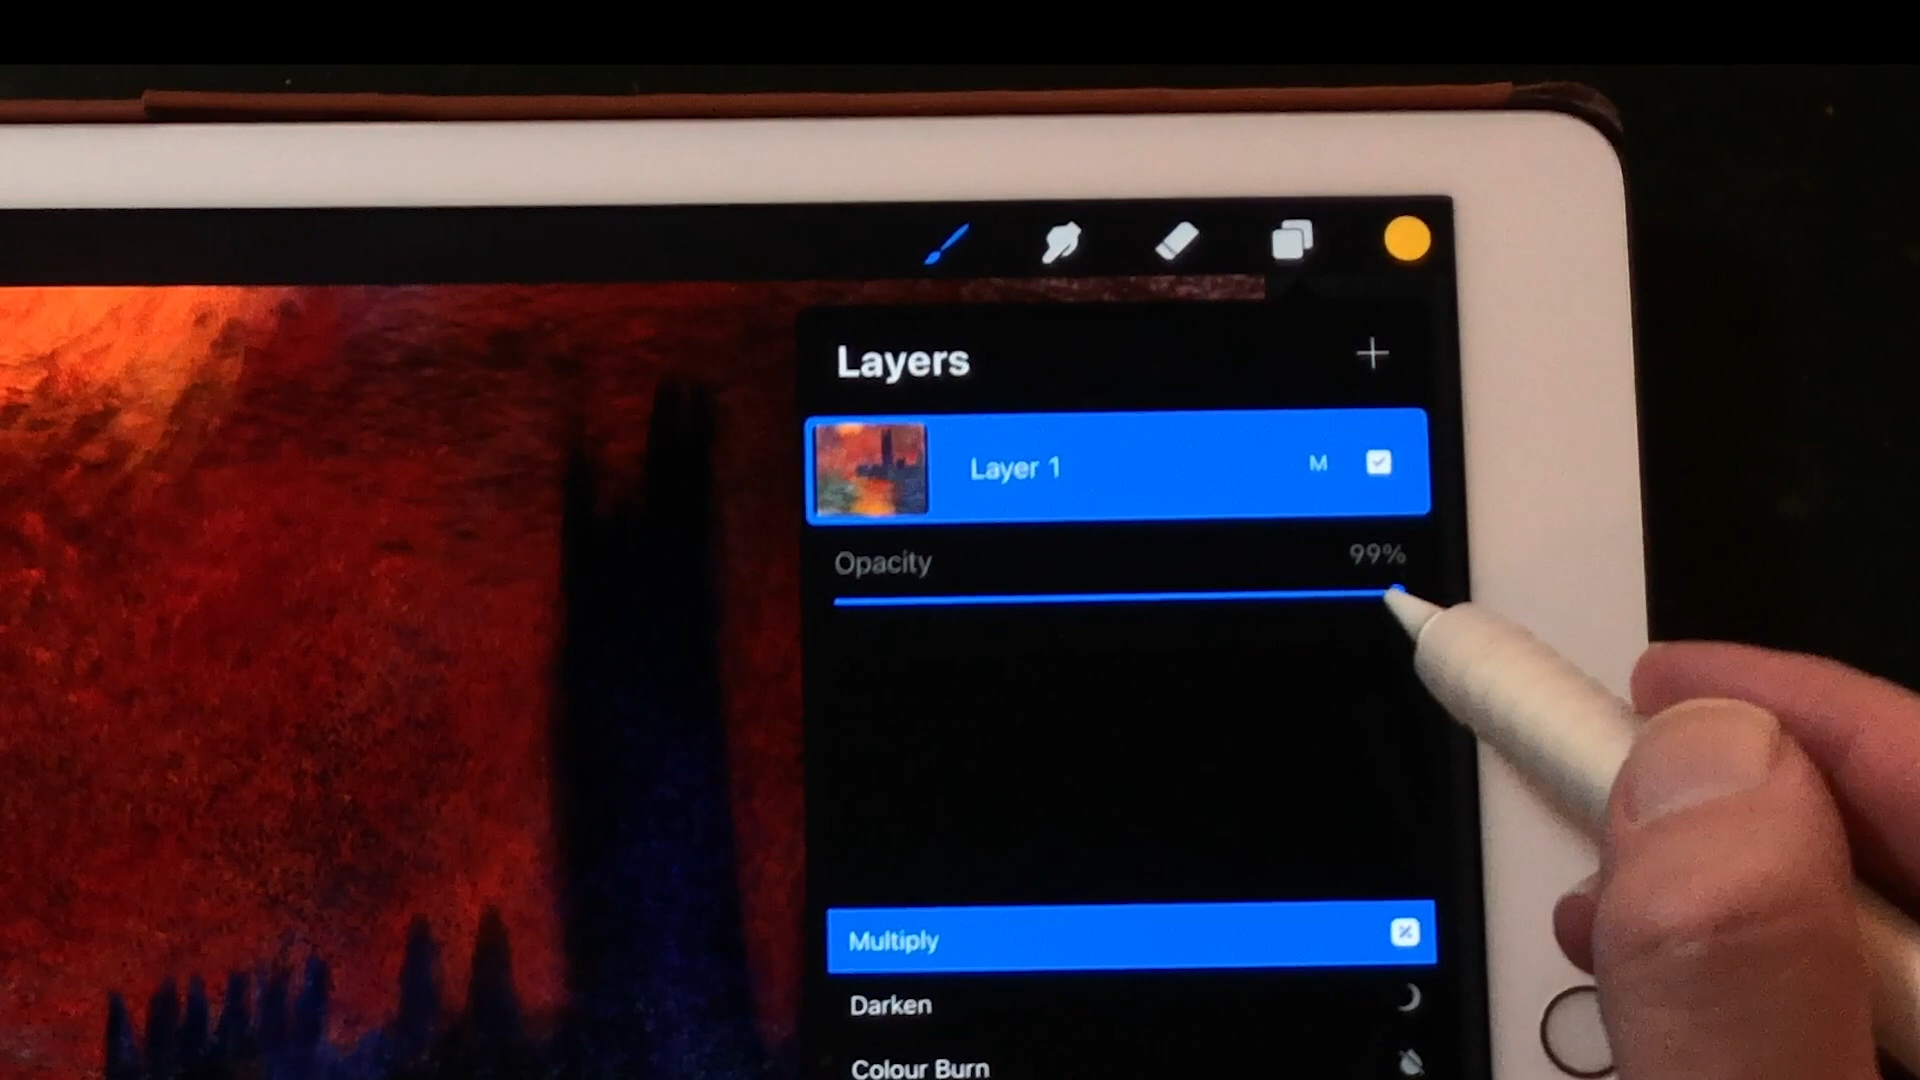 Layers
Layer 1 M
Opacity 99%
Multiply
Darken
Colour Burn